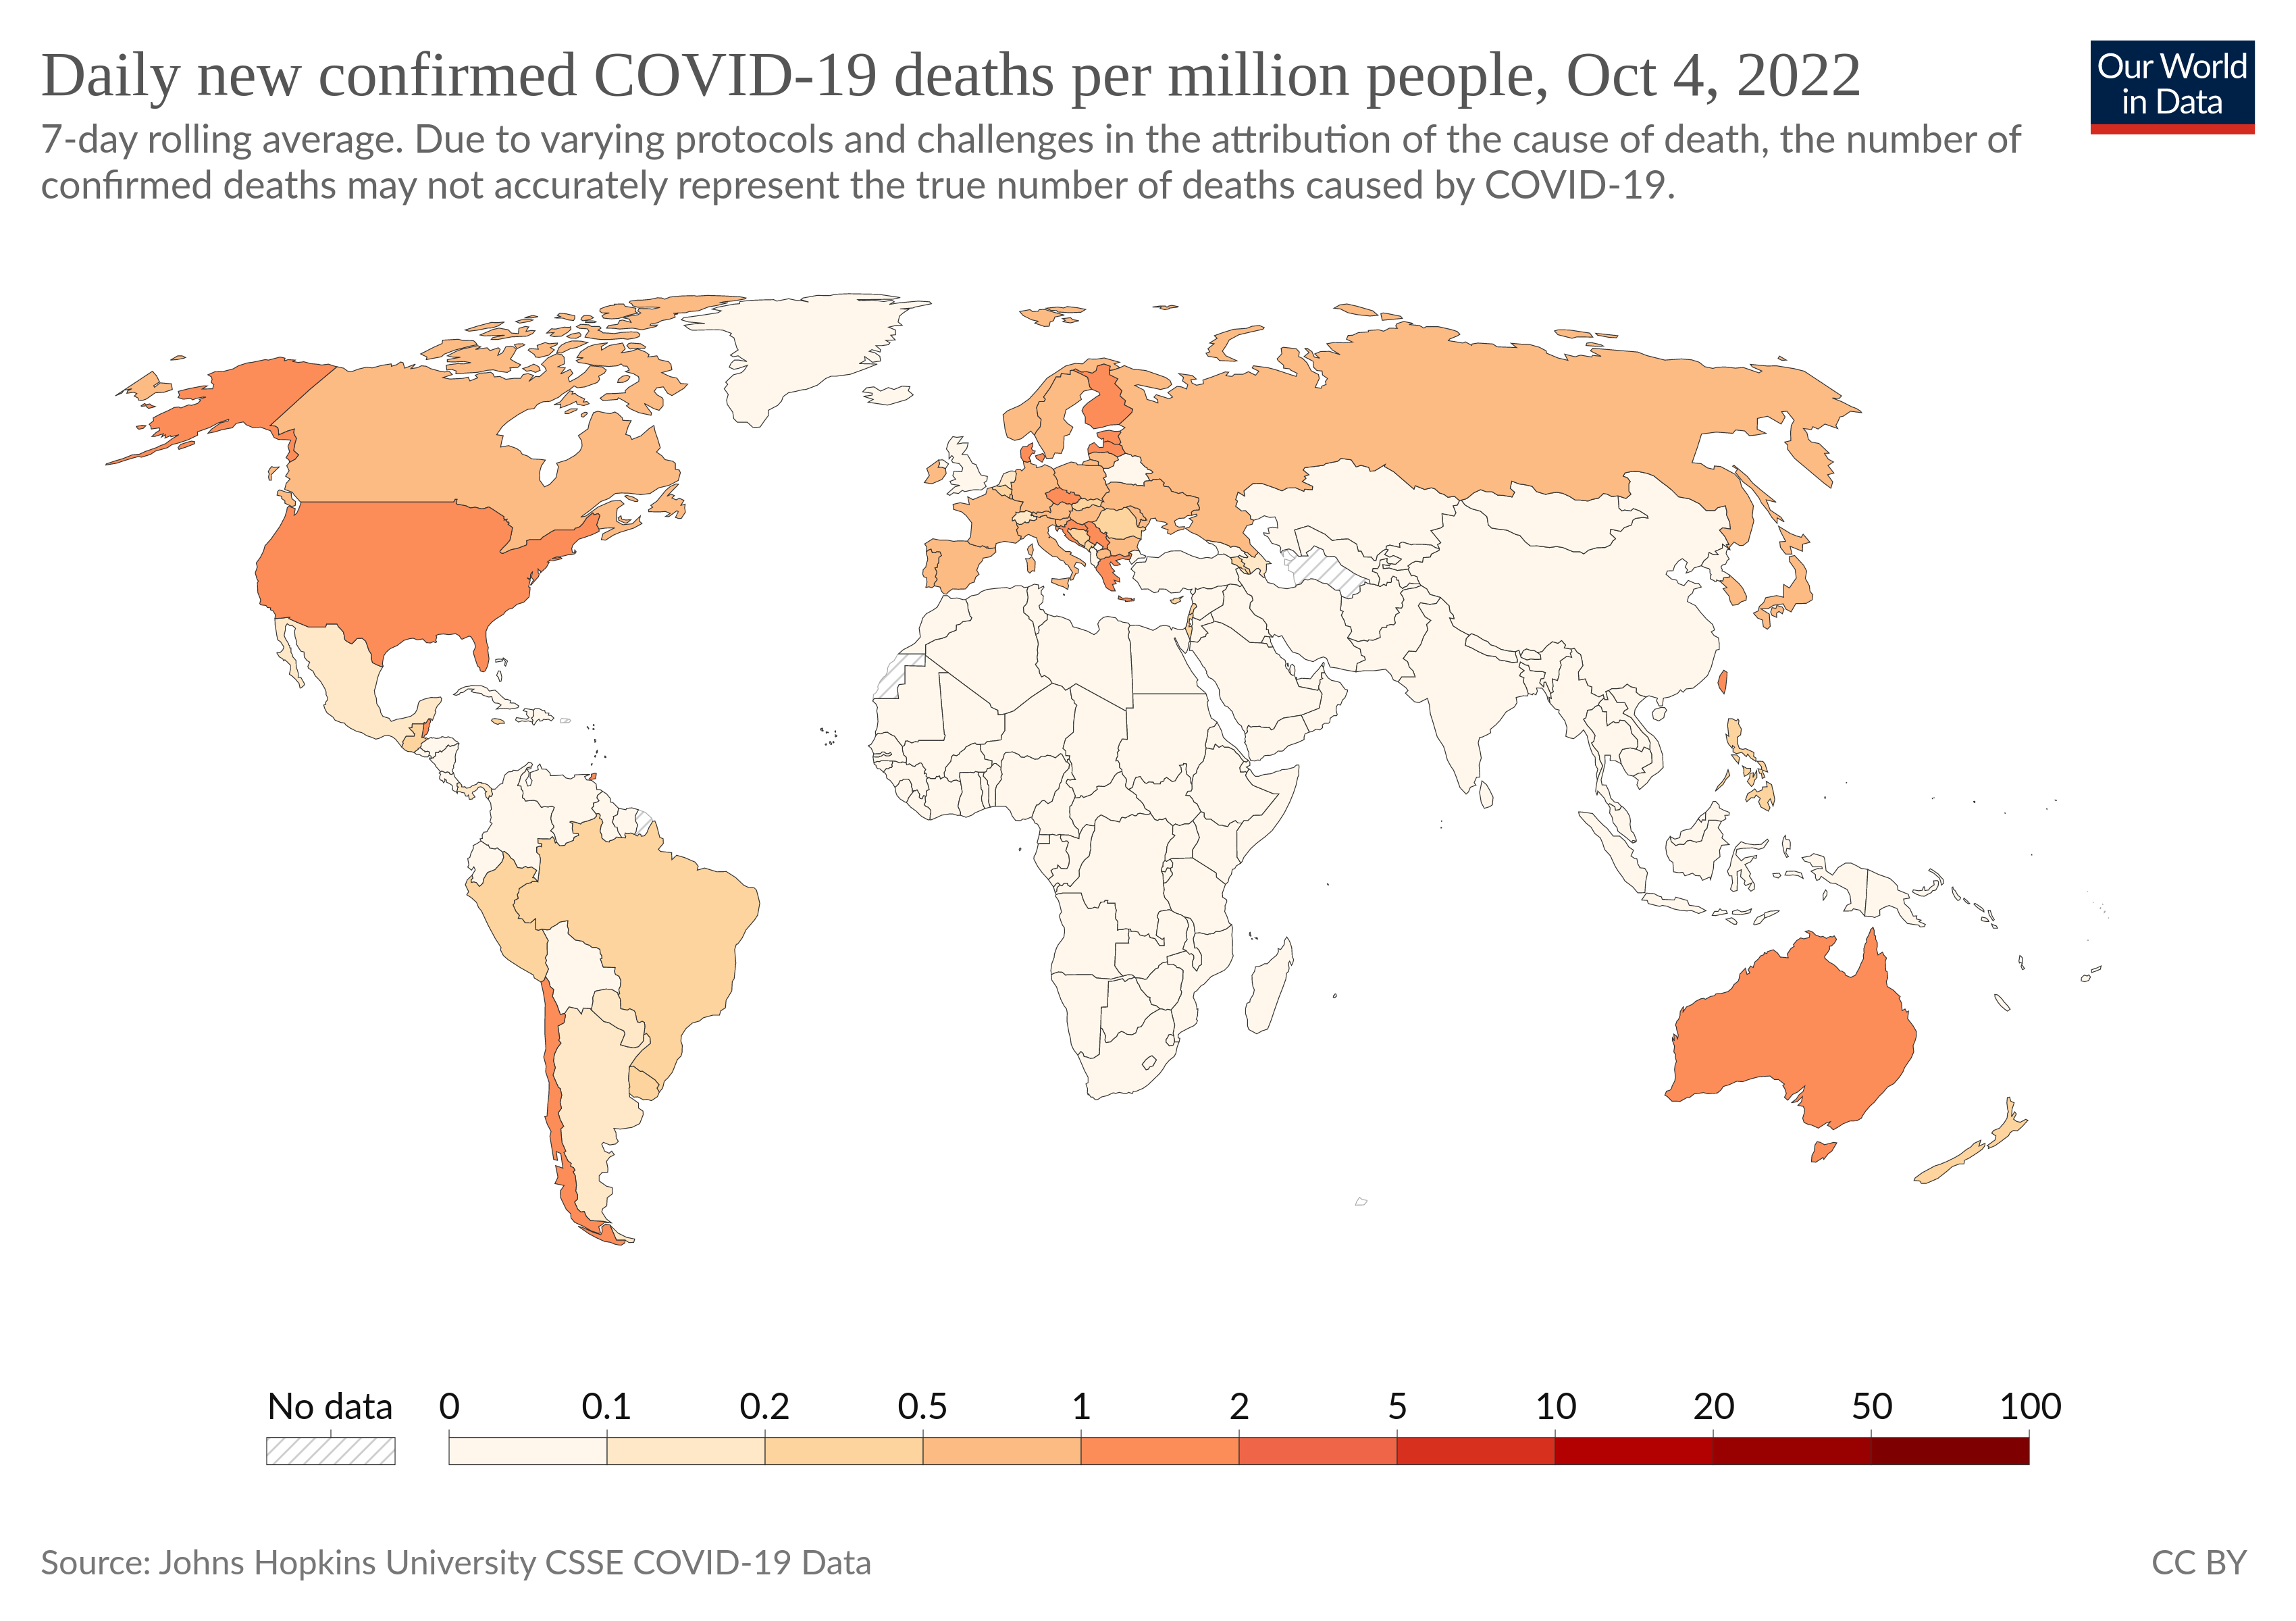 Daily new confirmed COVID-19 deaths per million people, Oct 4, 2022
Our World
in Data
7-day rolling average. Due to varying protocols and challenges in the attribution of the cause of death, the number of
confirmed deaths may not accurately represent the true number of deaths caused by COVID-19.
No data 0 0.1 0.2 0.5 1 2 5 10 20 50 100
Source: Johns Hopkins University CSSE COVID-19 Data
CC BY